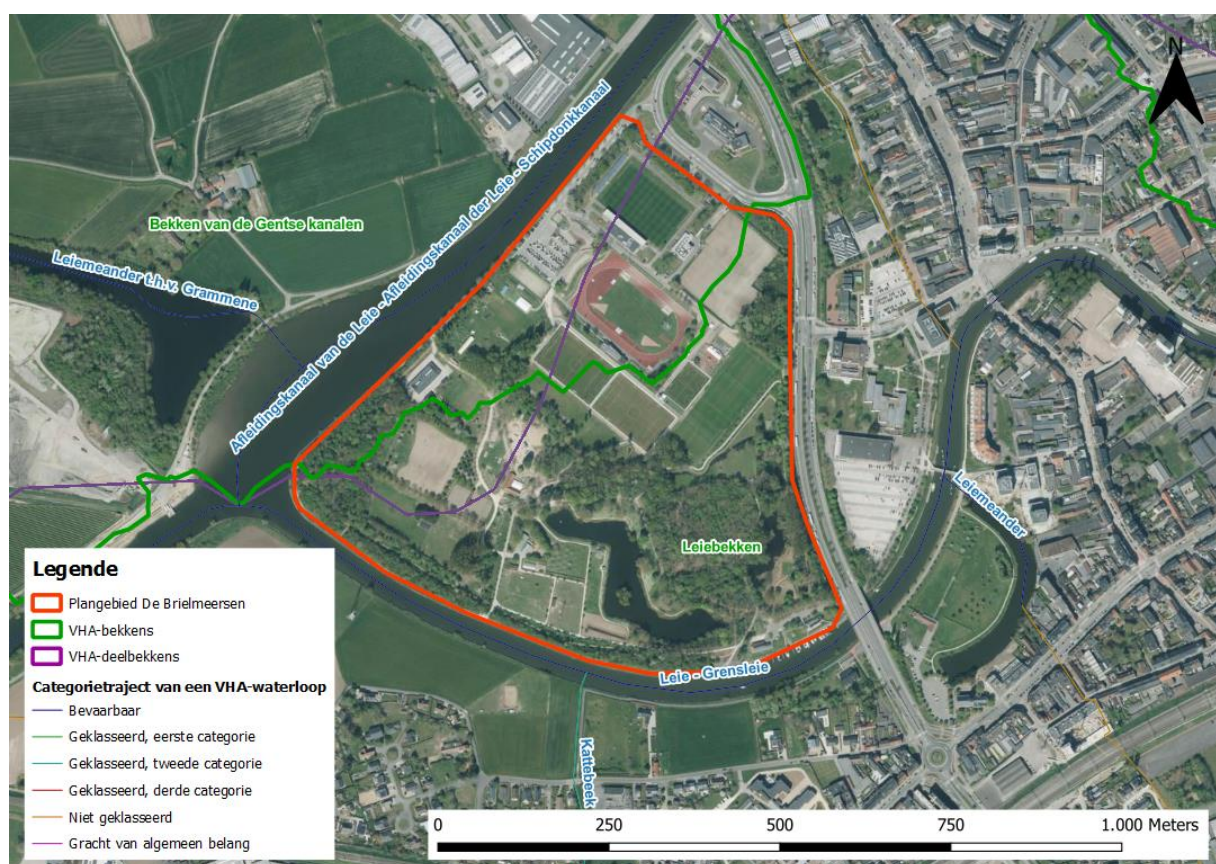 N
Afleidingskanaal van de Leie - Afleidingskanaal der Leie - Schipdonkkanaal
Bekken van de Gentse kanalen
Leiemeander t.h.v. Grammene
Leiemeander
Leiebekken
Leie - Grensleie
Kattebeek-
Legende
Plangebied De Brielmeersen
VHA-bekkens
VHA-deelbekkens
Categorietraject van een VHA-waterloop
Bevaarbaar
Geklasseerd, eerste categorie
Geklasseerd, tweede categorie
Geklasseerd, derde categorie
Niet geklasseerd
Gracht van algemeen belang
0 250 500 750 1.000 Meters